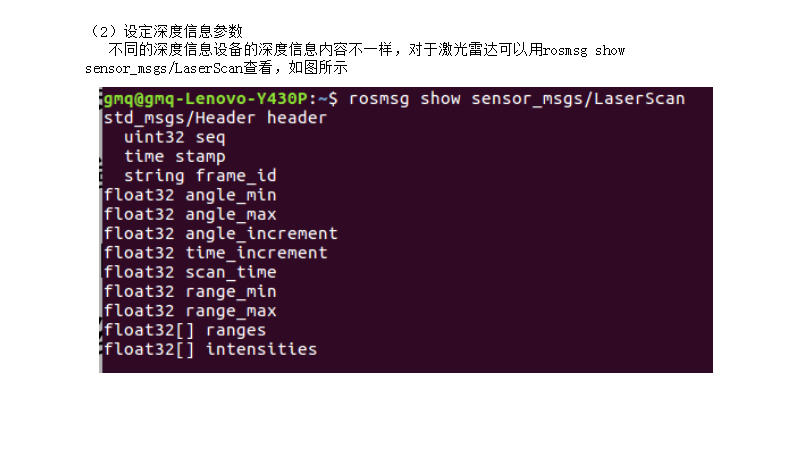 （2）设定深度信息参数
不同的深度信息设备的深度信息内容不一样，对于激光雷达可以用rosmsg show
sensor_msgs/LaserScan查看，如图所示
gmq@gmq-Lenovo-Y430P:~$ rosmsg show sensor_msgs/LaserScan
std_msgs/Header header
  uint32 seq
  time stamp
  string frame_id
float32 angle_min
float32 angle_max
float32 angle_increment
float32 time_increment
float32 scan_time
float32 range_min
float32 range_max
float32[] ranges
float32[] intensities